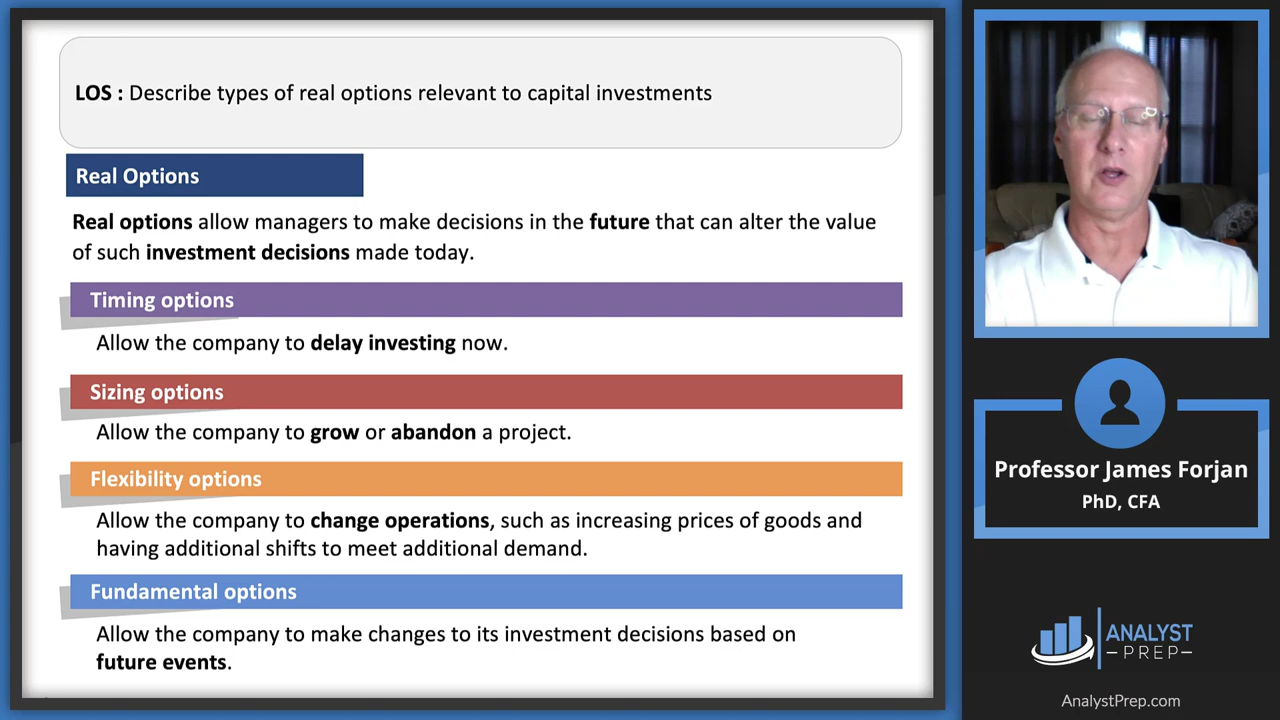 LOS : Describe types of real options relevant to capital investments
Real Options
Real options allow managers to make decisions in the future that can alter the value
of such investment decisions made today.
Timing options
Allow the company to delay investing now.
Sizing options
Allow the company to grow or abandon a project.
Flexibility options
Allow the company to change operations, such as increasing prices of goods and
having additional shifts to meet additional demand.
Fundamental options
Allow the company to make changes to its investment decisions based on
future events.
Professor James Forjan
PhD, CFA
ANALYST
–PREP–
AnalystPrep.com